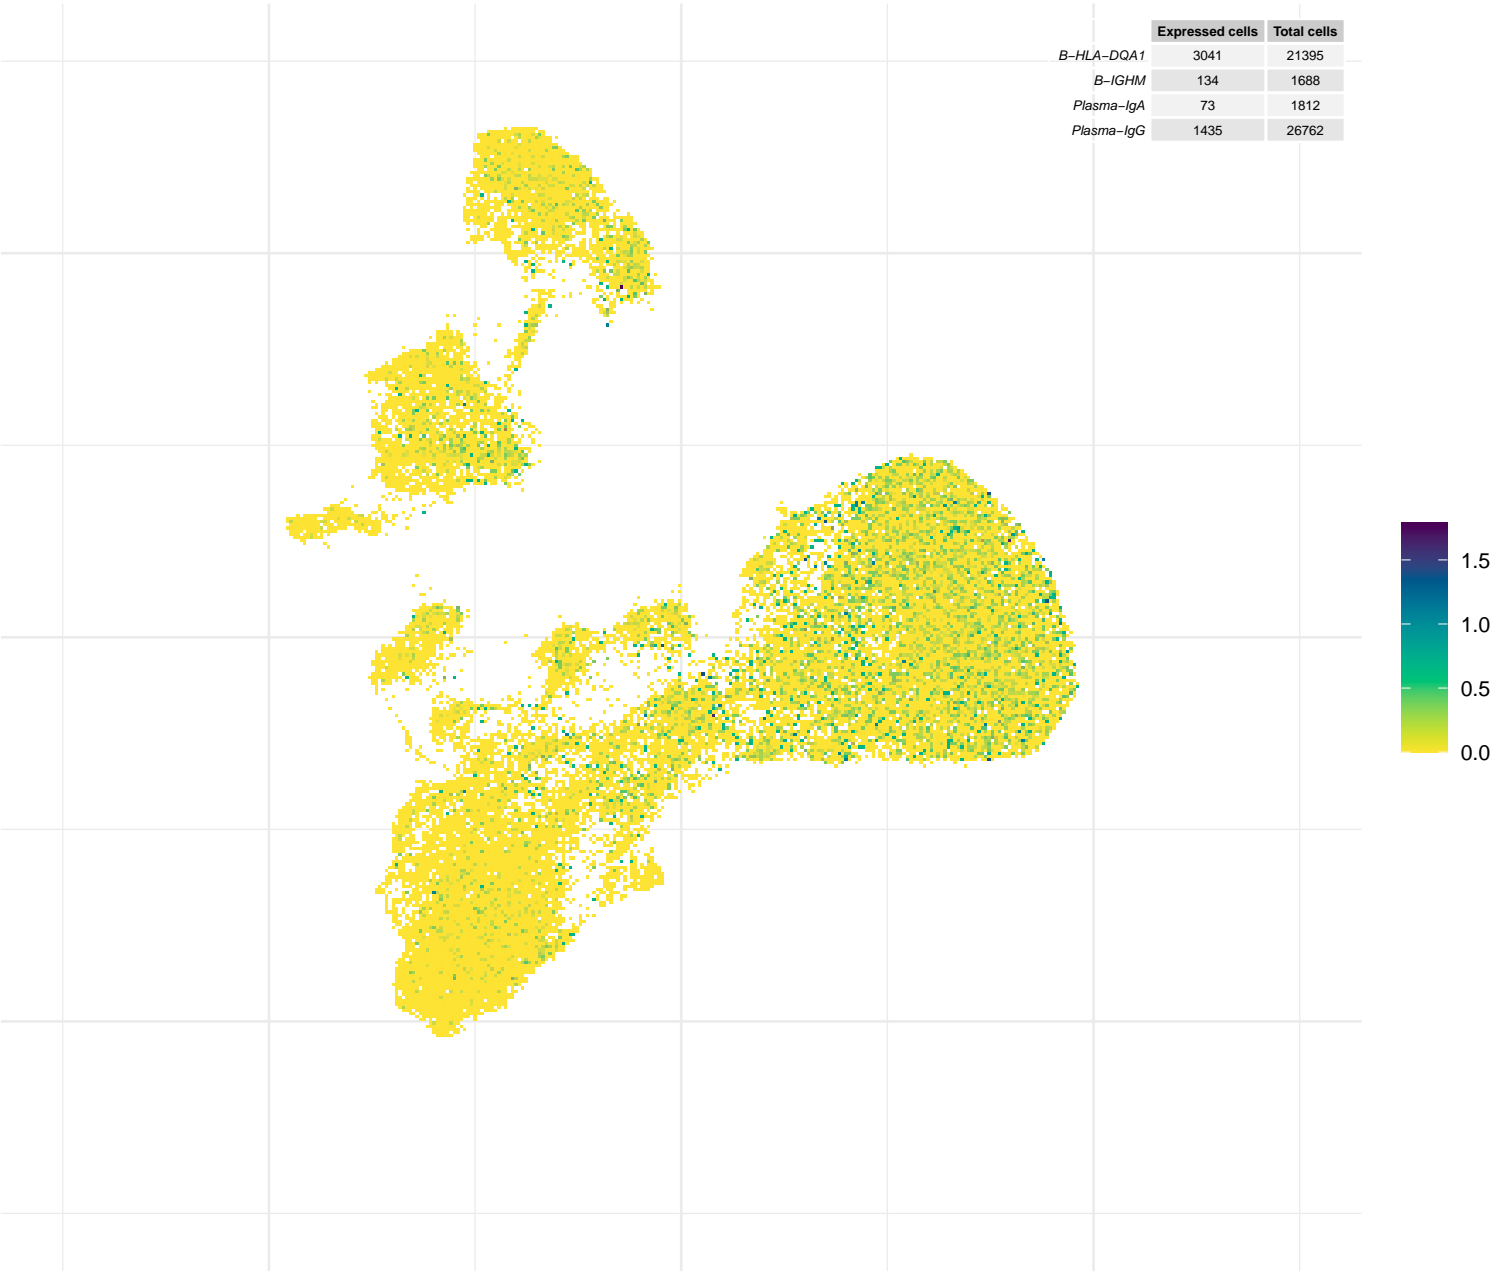 Expressed cells Total cells
B−HLA−DQA1 3041 21395
B−IGHM 134 1688
Plasma−IgA 73 1812
Plasma−IgG 1435 26762
1.5
1.0
0.5
0.0